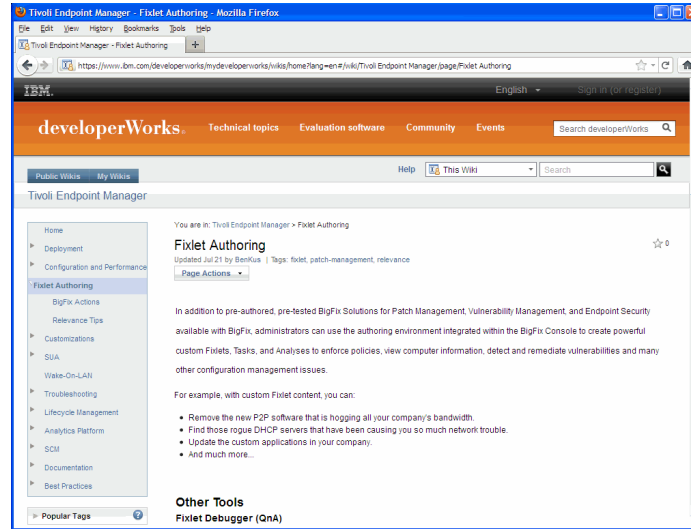 Tivoli Endpoint Manager - Fixlet Authoring - Mozilla Firefox
File Edit View History Bookmarks Tools Help
Tivoli Endpoint Manager - Fixlet Authoring
https://www.ibm.com/developerworks/mydeveloperworks/wikis/home?lang=en#/wiki/Tivoli Endpoint Manager/page/Fixlet Authoring
IBM. English Sign in (or register)
developerWorks. Technical topics Evaluation software Community Events Search developerWorks
Public Wikis My Wikis Help This Wiki Search
Tivoli Endpoint Manager
You are in: Tivoli Endpoint Manager > Fixlet Authoring
Fixlet Authoring 0
Updated Jul 21 by BenKus | Tags: fixlet, patch-management, relevance
Page Actions
Home
Deployment
Configuration and Performance
Fixlet Authoring
BigFix Actions
Relevance Tips
Customizations
SUA
Wake-On-LAN
Troubleshooting
Lifecycle Management
Analytics Platform
SCM
Documentation
Best Practices
Popular Tags ?
In addition to pre-authored, pre-tested BigFix Solutions for Patch Management, Vulnerability Management, and Endpoint Security
available with BigFix, administrators can use the authoring environment integrated within the BigFix Console to create powerful
custom Fixlets, Tasks, and Analyses to enforce policies, view computer information, detect and remediate vulnerabilities and many
other configuration management issues.
For example, with custom Fixlet content, you can:
• Remove the new P2P software that is hogging all your company's bandwidth.
• Find those rogue DHCP servers that have been causing you so much network trouble.
• Update the custom applications in your company.
• And much more...
Other Tools
Fixlet Debugger (QnA)